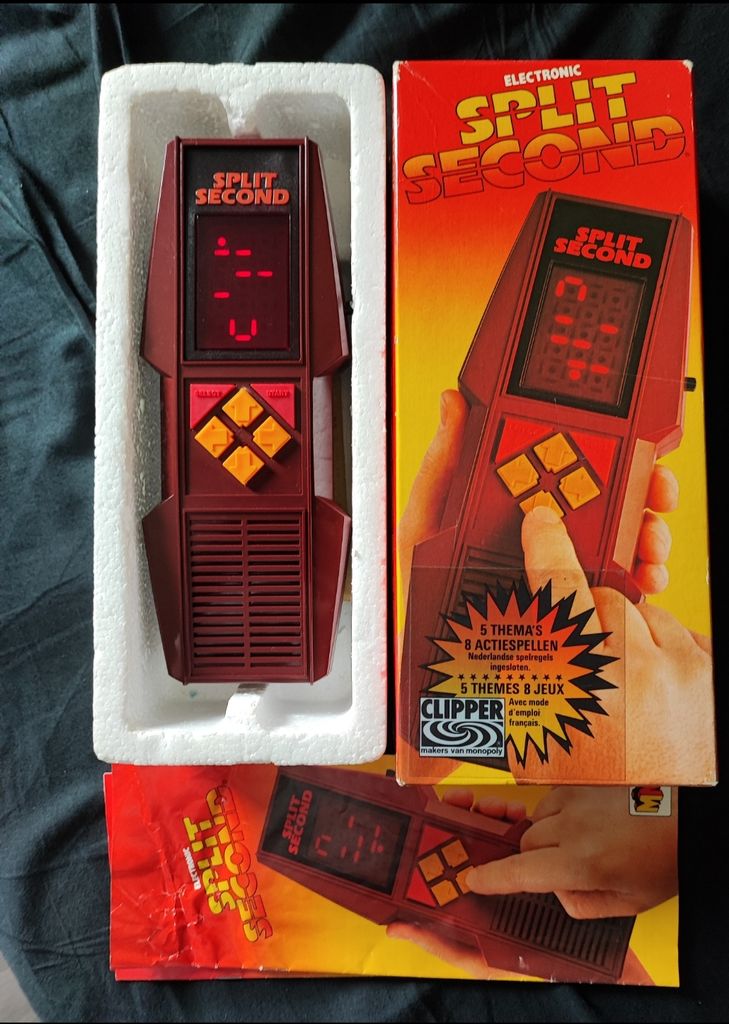 SPLIT
SECOND
SELECT
START
ELECTRONIC
SPLIT
SECOND
SPLIT
SECOND
5 THEMA'S
8 ACTIESPELLEN
Nederlandse spelregels
ingesloten.
5 THEMES 8 JEUX
Avec mode
d'emploi
français.
CLIPPER
makers van monopoly
ELECTRONIC
SPLIT
SECOND
SPLIT
SECOND